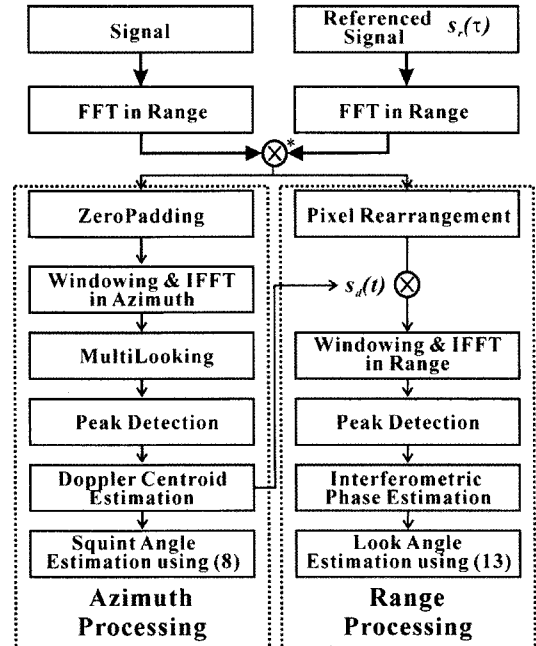 Signal
Referenced
Signal s_r(τ)
FFT in Range
FFT in Range
*
ZeroPadding
Windowing & IFFT
in Azimuth
MultiLooking
Peak Detection
Doppler Centroid
Estimation
Squint Angle
Estimation using (8)
Azimuth
Processing
Pixel Rearrangement
s_d(t)
Windowing & IFFT
in Range
Peak Detection
Interferometric
Phase Estimation
Look Angle
Estimation using (13)
Range
Processing